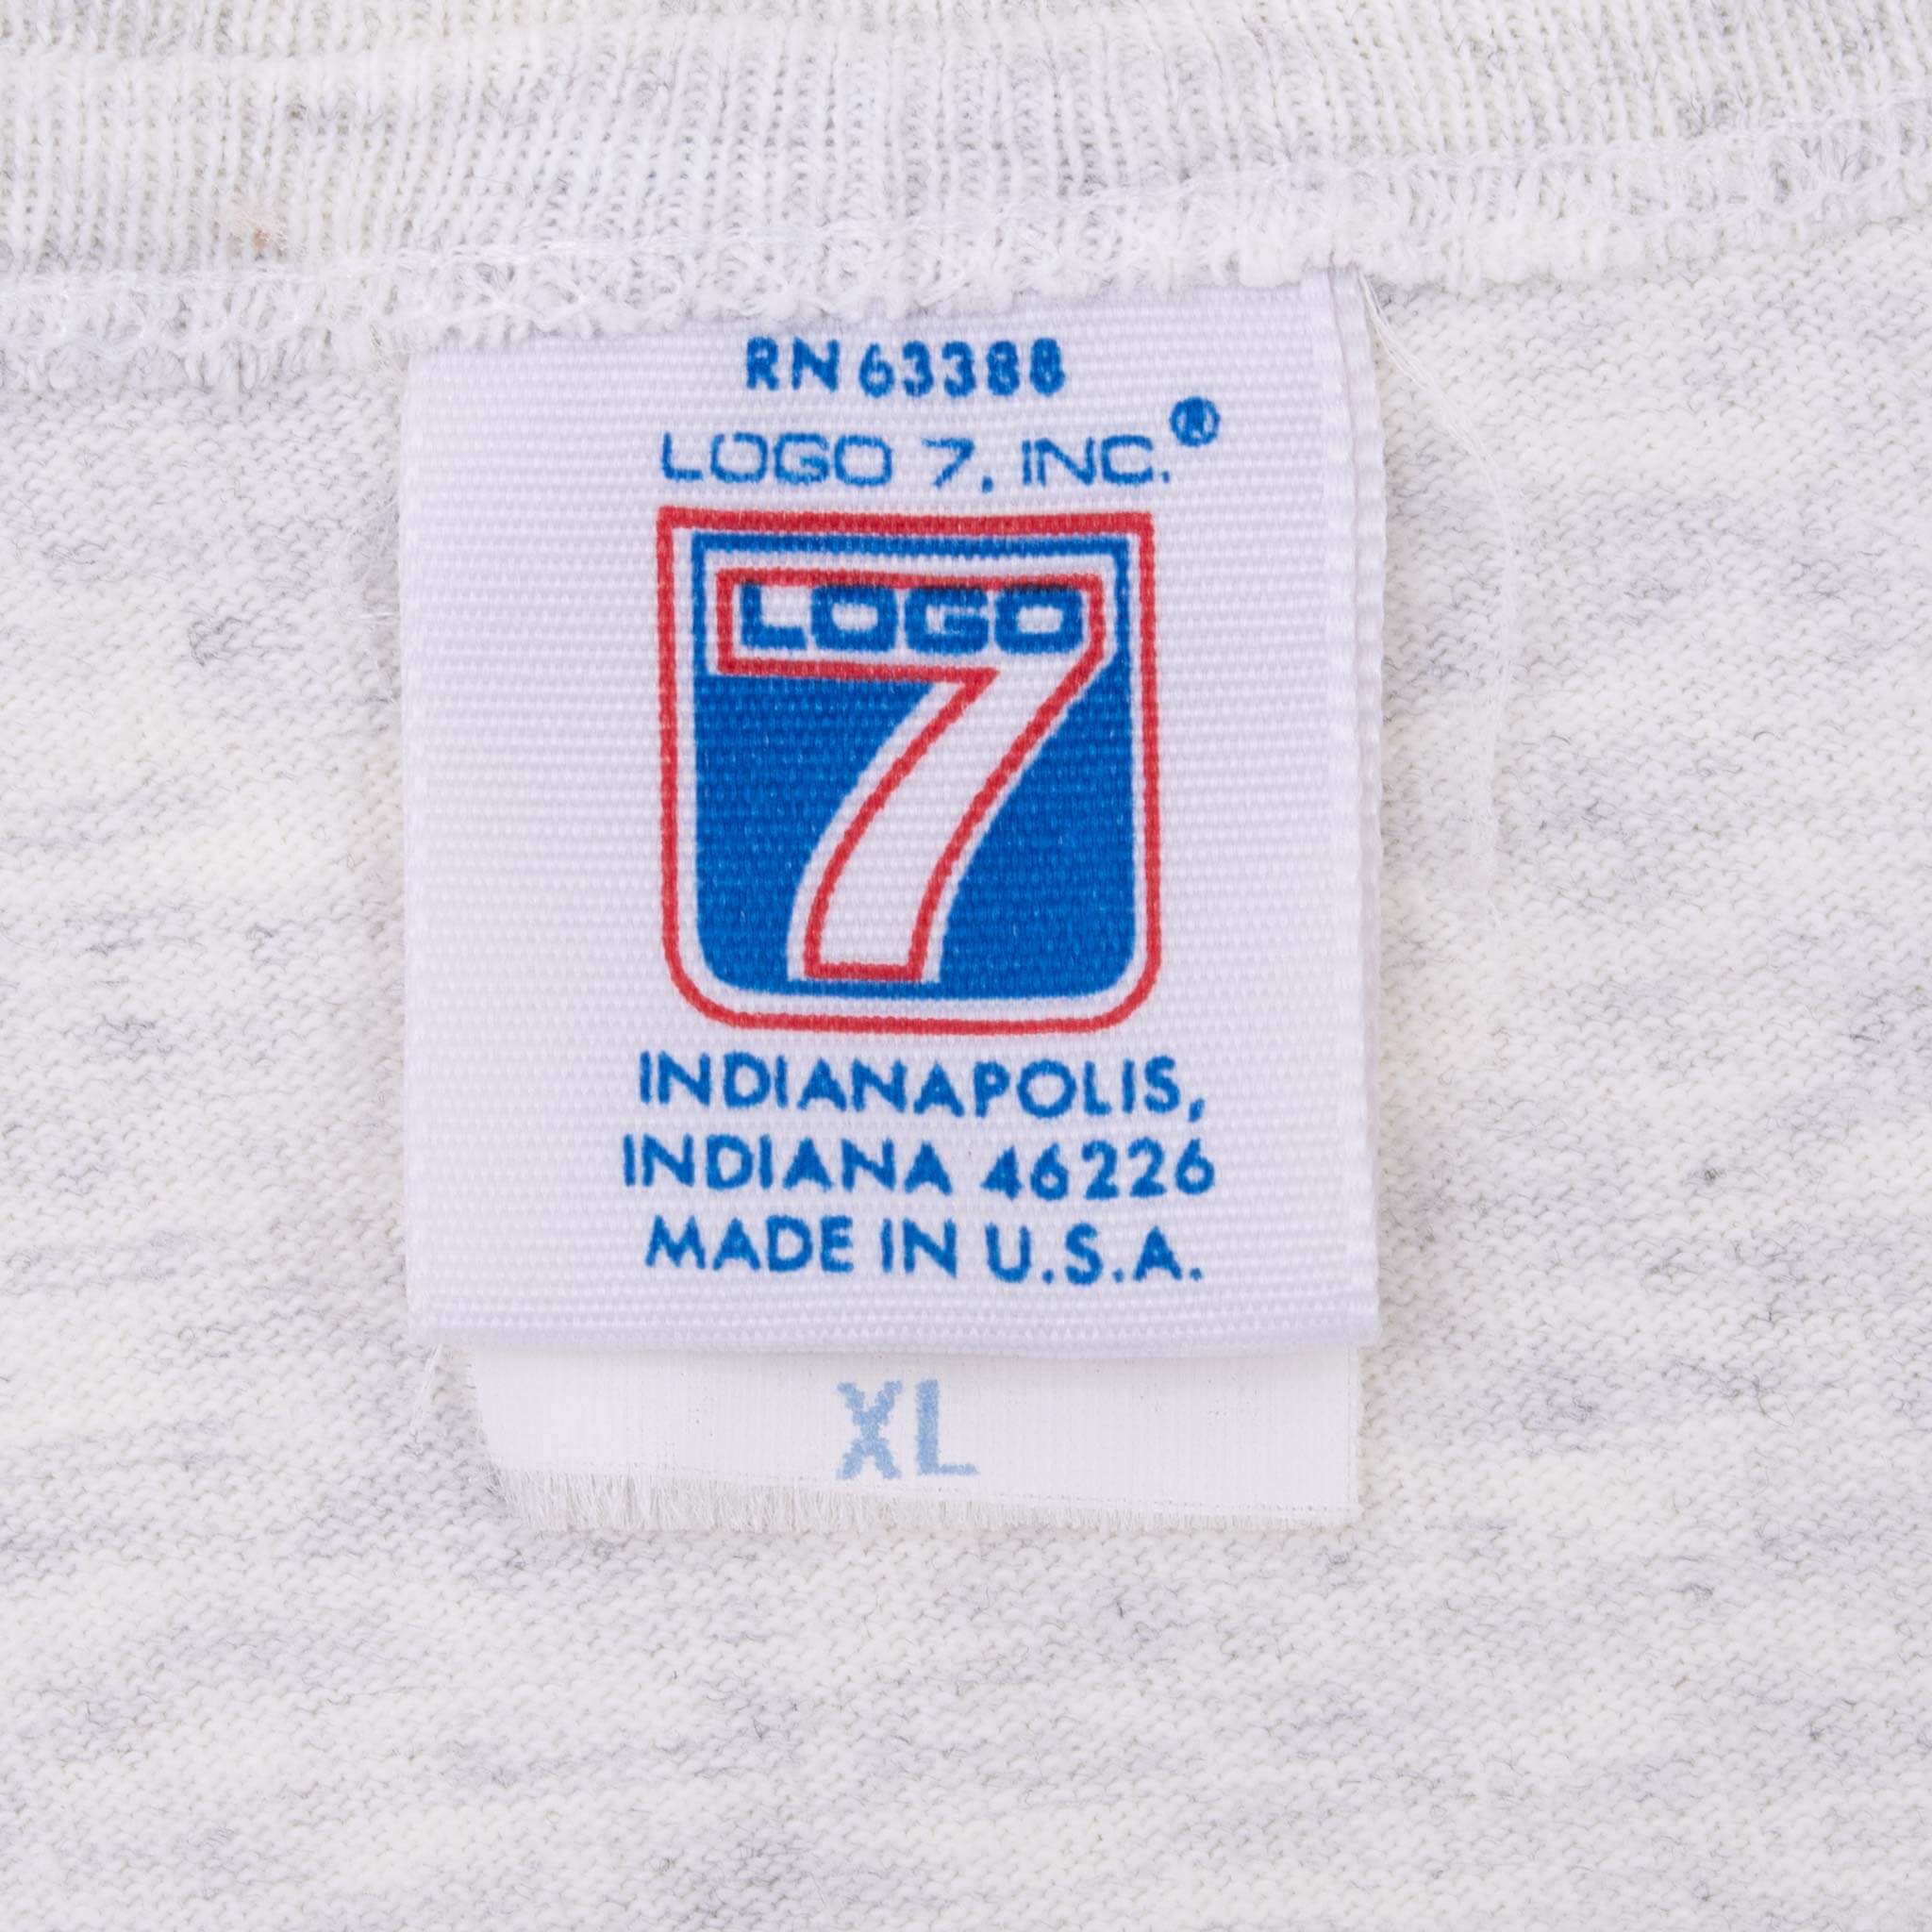 RN 63388
LOGO 7, INC.®
LOGO
7
INDIANAPOLIS,
INDIANA 46226
MADE IN U.S.A.
XL